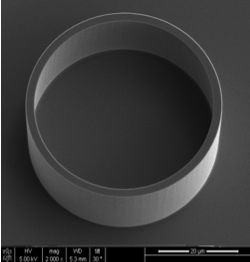 HV mag WD tilt
5.00 kV 2 000 x 5.3 mm 30° 20 µm